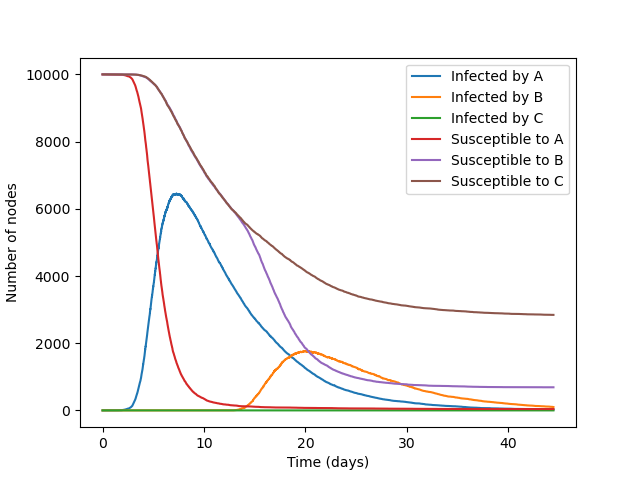 10000
8000
6000
4000
2000
0
Number of nodes
0 10 20 30 40
Time (days)
Infected by A
Infected by B
Infected by C
Susceptible to A
Susceptible to B
Susceptible to C